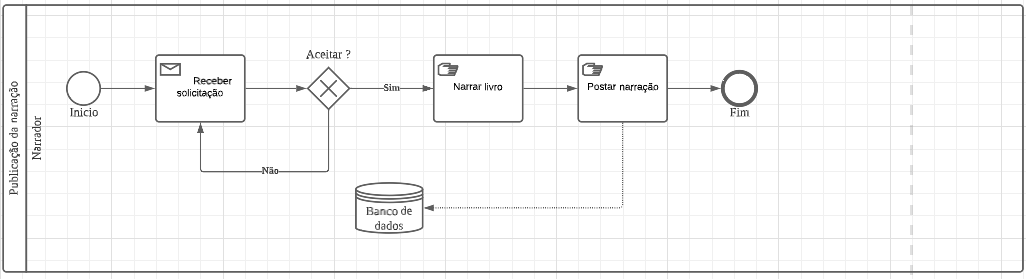 Publicação da narração
Narrador
Inicio
Receber
solicitação
Aceitar ?
Sim
Não
Narrar livro
Postar narração
Fim
Banco de
dados